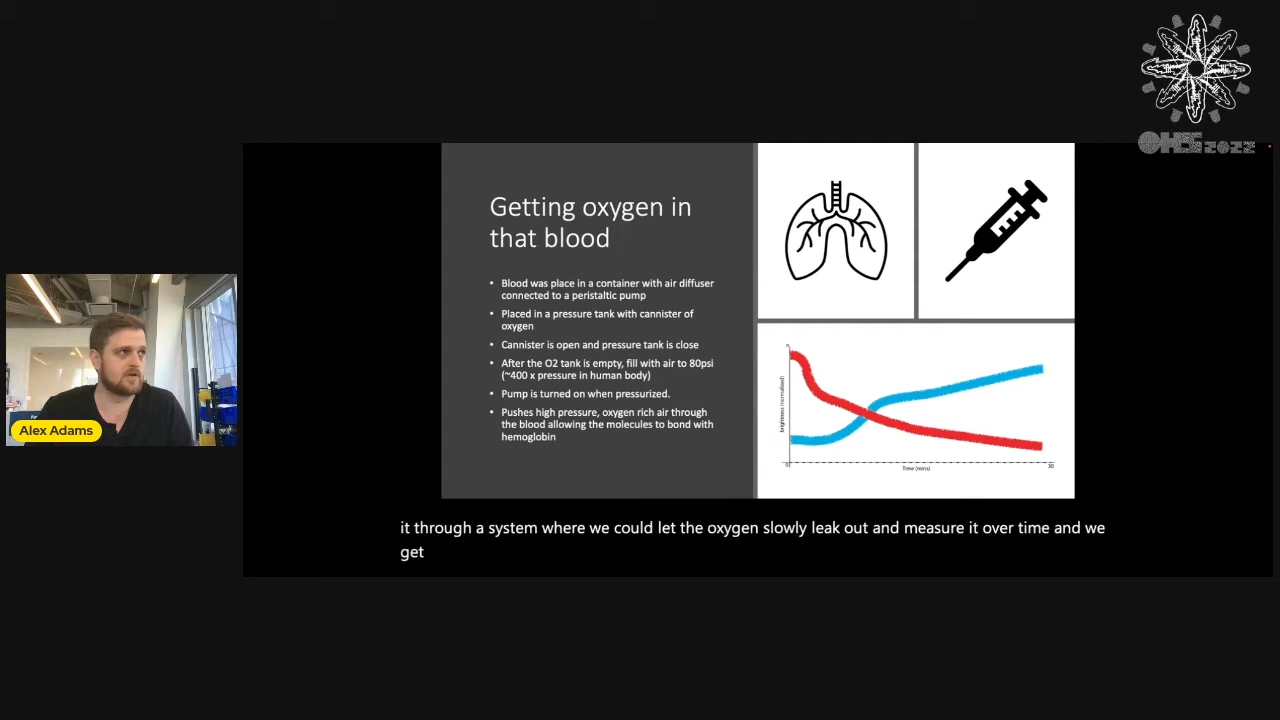 OHS2022
Getting oxygen in
that blood
• Blood was place in a container with air diffuser
connected to a peristaltic pump
• Placed in a pressure tank with cannister of
oxygen
• Cannister is open and pressure tank is close
• After the O2 tank is empty, fill with air to 80psi
(~400 x pressure in human body)
• Pump is turned on when pressurized.
• Pushes high pressure, oxygen rich air through
the blood allowing the molecules to bond with
hemoglobin
brightness (normalized)
Time (mins)
30
Alex Adams
it through a system where we could let the oxygen slowly leak out and measure it over time and we
get